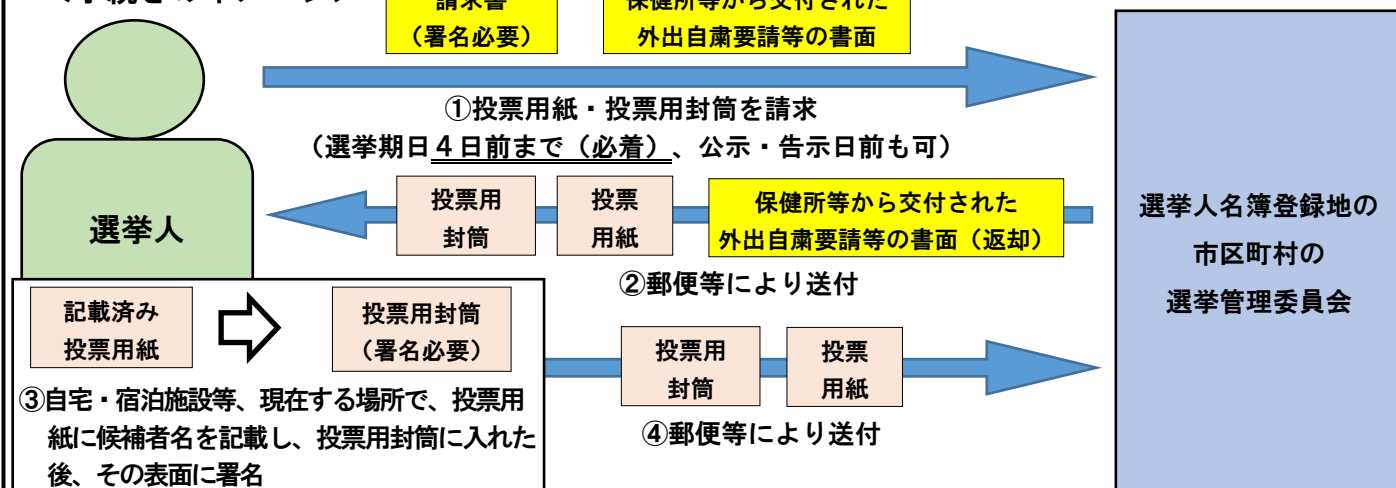 請求書
（署名必要）
保健所等から交付された
外出自粛要請等の書面
①投票用紙・投票用封筒を請求
（選挙期日４日前まで（必着）、公示・告示日前も可）
選挙人
投票用
封筒
投票
用紙
保健所等から交付された
外出自粛要請等の書面（返却）
②郵便等により送付
選挙人名簿登録地の
市区町村の
選挙管理委員会
記載済み
投票用紙
投票用封筒
（署名必要）
③自宅・宿泊施設等、現在する場所で、投票用
紙に候補者名を記載し、投票用封筒に入れた
後、その表面に署名
投票用
封筒
投票
用紙
④郵便等により送付